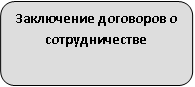 Заключение договоров о
сотрудничестве